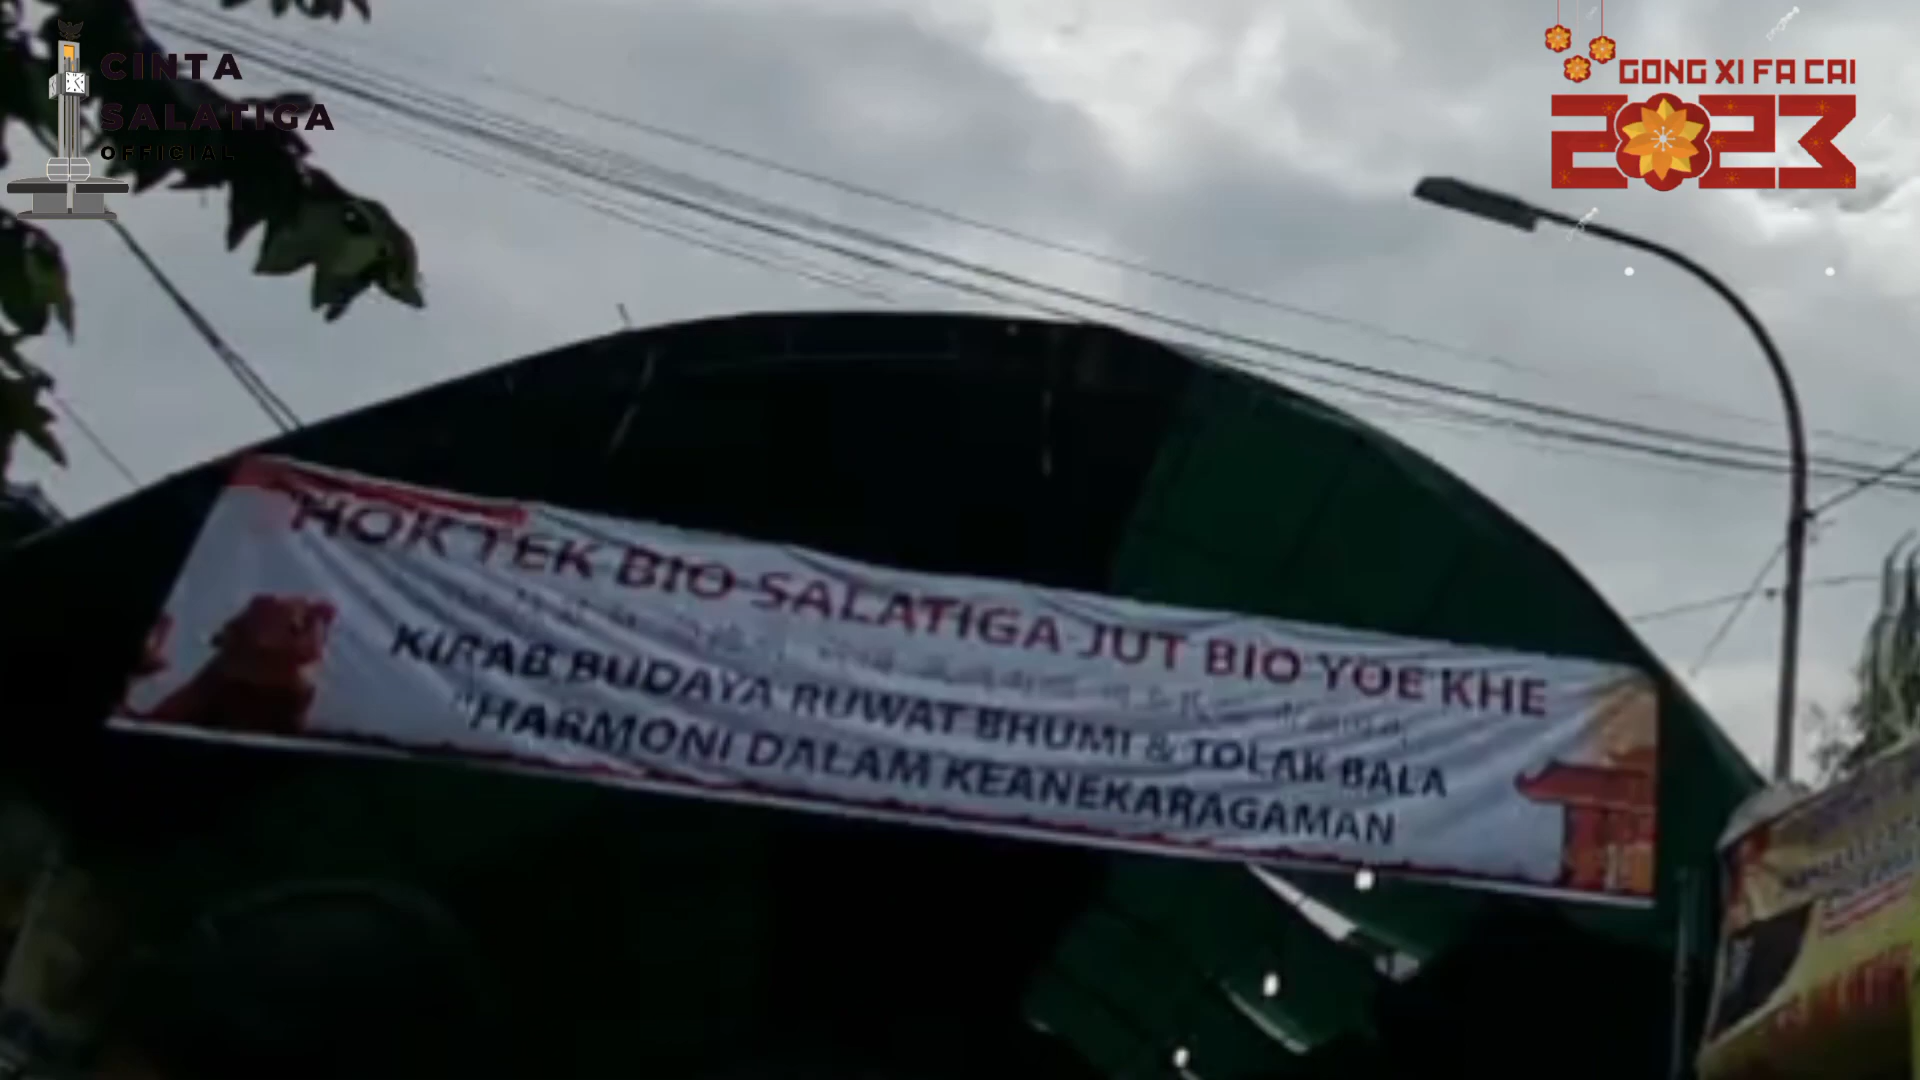 CINTA
SALATIGA
OFFICIAL
GONG XI FA CAI
2023
"HOK TEK BIO SALATIGA JUT BIO YOE KHE
KIRAB BUDAYA RUWAT BHUMI & TOLAK BALA
"HARMONI DALAM KEANEKARAGAMAN